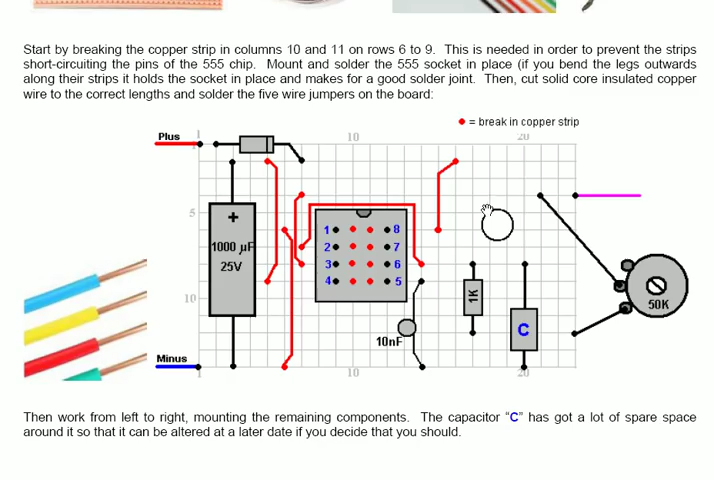 Start by breaking the copper strip in columns 10 and 11 on rows 6 to 9. This is needed in order to prevent the strips
short-circuiting the pins of the 555 chip. Mount and solder the 555 socket in place (if you bend the legs outwards
along their strips it holds the socket in place and makes for a good solder joint. Then, cut solid core insulated copper
wire to the correct lengths and solder the five wire jumpers on the board:
= break in copper strip
Plus
1
10
20
5
+
1000 µF
25V
1
8
2
7
3
6
4
5
10
1K
C
50K
10nF
Minus
1
10
20
Then work from left to right, mounting the remaining components. The capacitor “C” has got a lot of spare space
around it so that it can be altered at a later date if you decide that you should.